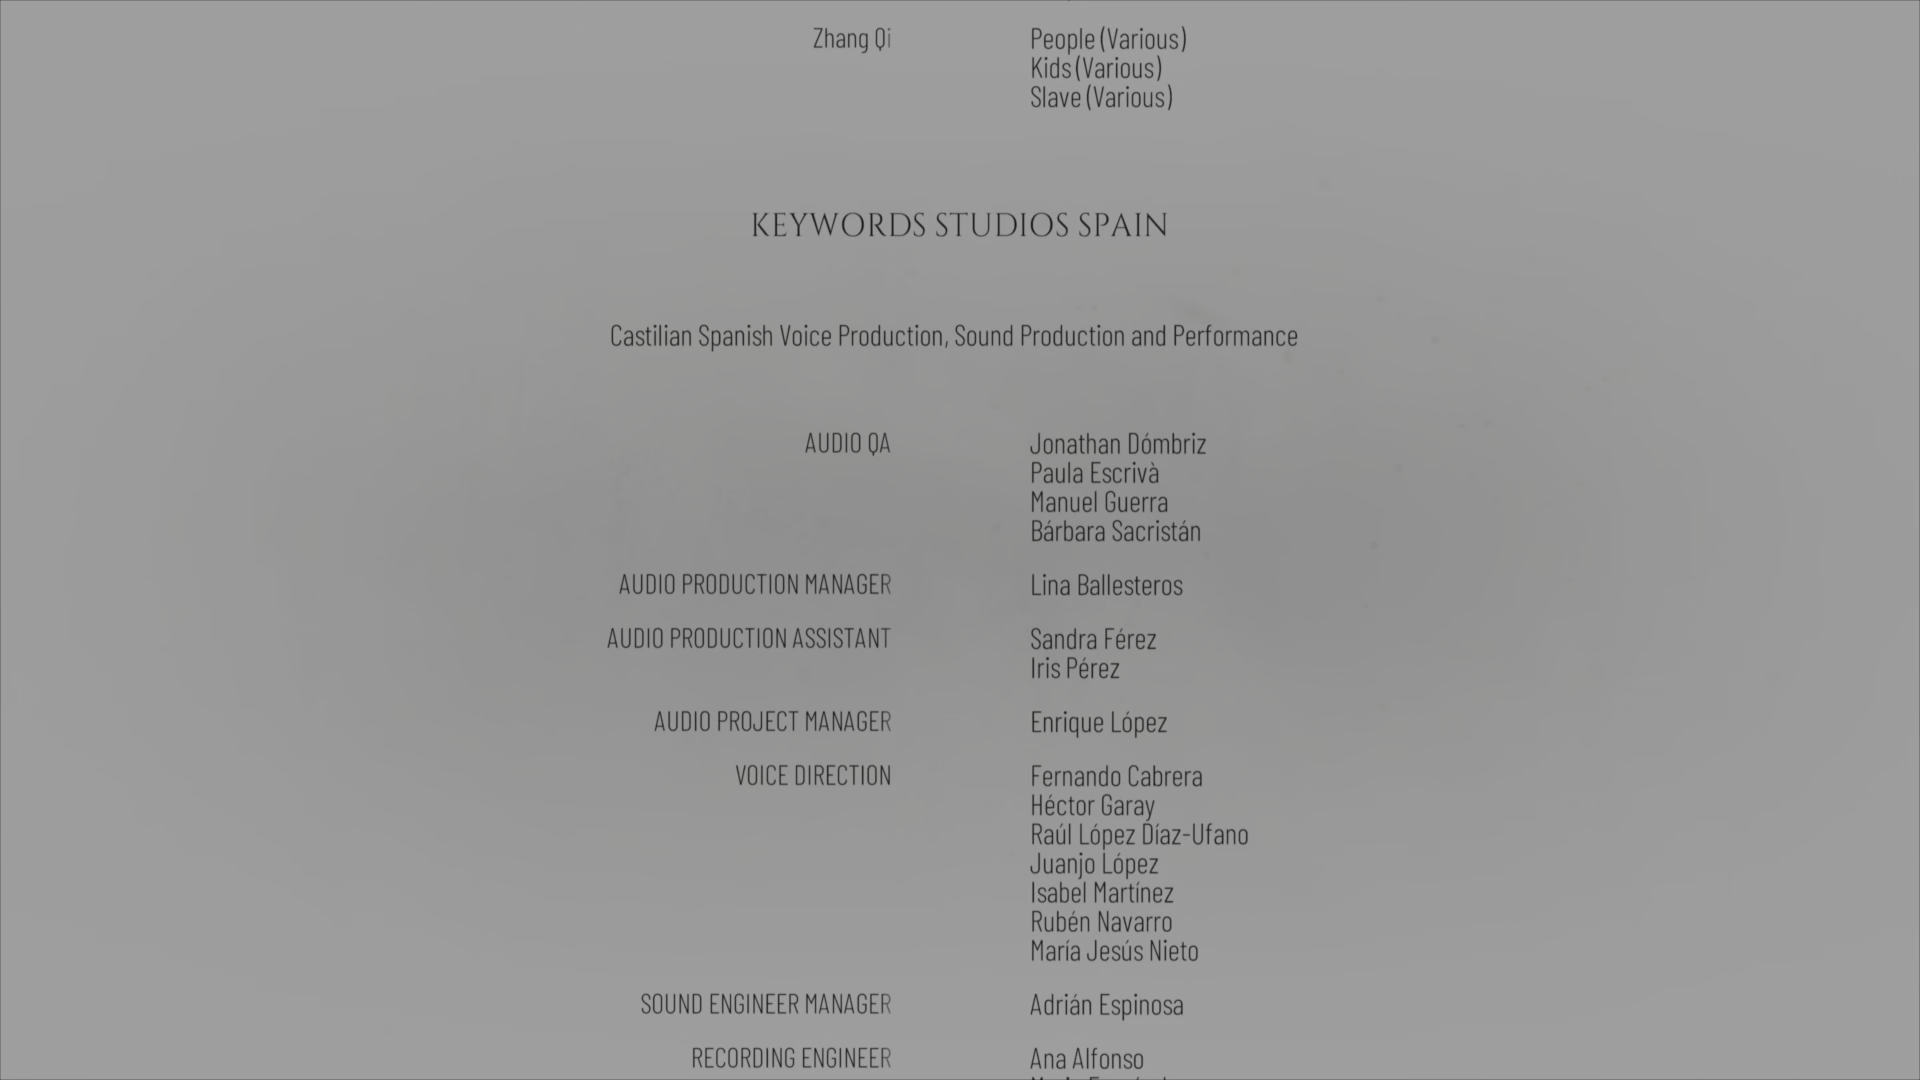 Zhang Qi People (Various)
Kids (Various)
Slave (Various)
KEYWORDS STUDIOS SPAIN
Castilian Spanish Voice Production, Sound Production and Performance
AUDIO QA Jonathan Dómbriz
Paula Escrivà
Manuel Guerra
Bárbara Sacristán
AUDIO PRODUCTION MANAGER Lina Ballesteros
AUDIO PRODUCTION ASSISTANT Sandra Férez
Iris Pérez
AUDIO PROJECT MANAGER Enrique López
VOICE DIRECTION Fernando Cabrera
Héctor Garay
Raúl López Díaz-Ufano
Juanjo López
Isabel Martínez
Rubén Navarro
María Jesús Nieto
SOUND ENGINEER MANAGER Adrián Espinosa
RECORDING ENGINEER Ana Alfonso